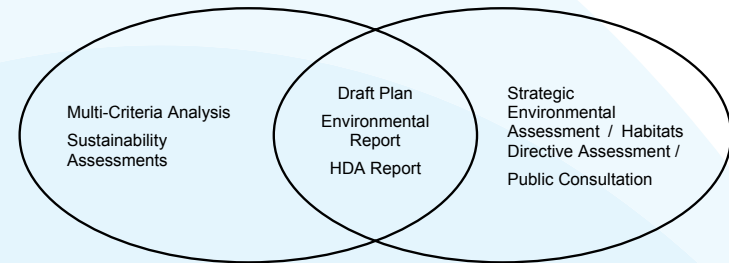 Multi-Criteria Analysis
Sustainability
Assessments
Draft Plan
Environmental
Report
HDA Report
Strategic
Environmental
Assessment / Habitats
Directive Assessment /
Public Consultation